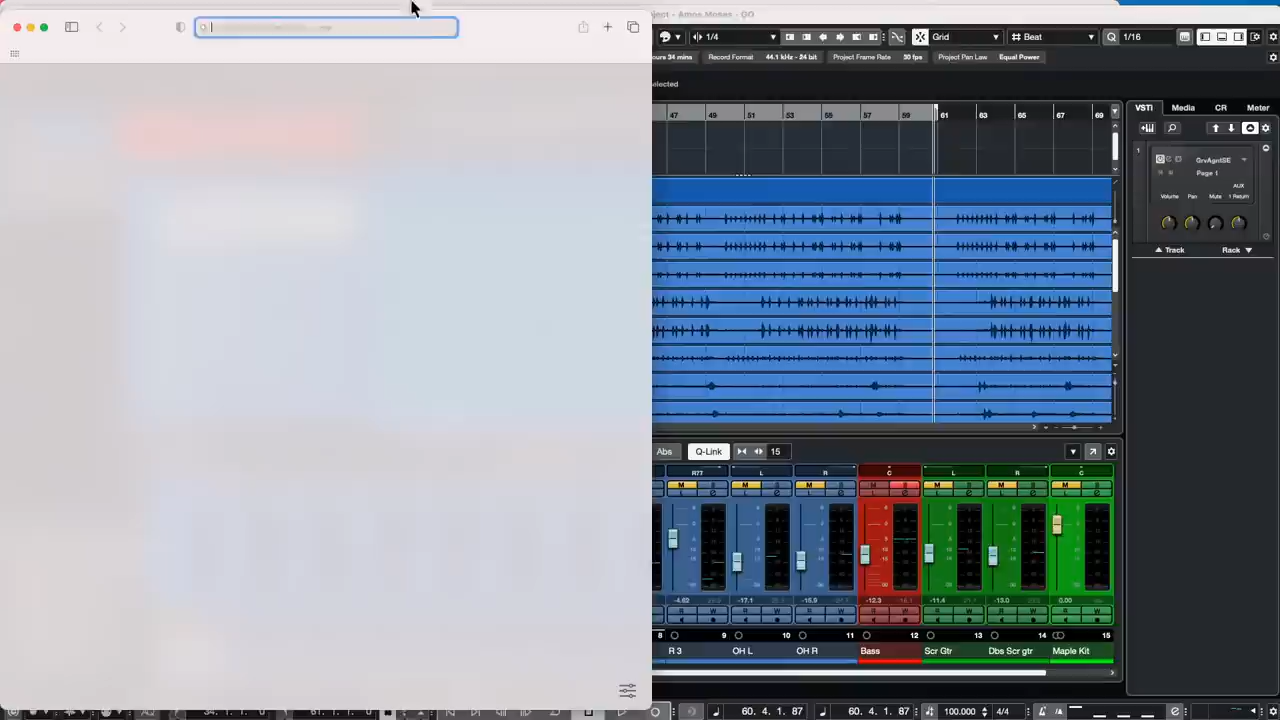 oject - Amos Moses - GO
1/4
Grid
Beat
Q
1/16
ours 34 mins
Record Format
44.1 kHz - 24 bit
Project Frame Rate
30 fps
Project Pan Law
Equal Power
elected
47 49 51 53 55 57 59 61 63 65 67 69
VSTi
Media
CR
Meter
1
GrvAgntSE
Page 1
AUX
Volume Pan Mute 1 Return
Track
Rack
Abs
Q-Link
15
R77 L R C L R C
M M M M M M
-4.62 -17.1 -15.9 -12.3 -11.4 -13.0 0.00
R W R W R W R W R W R W R W
8 9 10 11 12 13 14 15
R 3
OH L
OH R
Bass
Scr Gtr
Dbs Scr gtr
Maple Kit
60. 4. 1. 87
60. 4. 1. 87
100.000
4/4